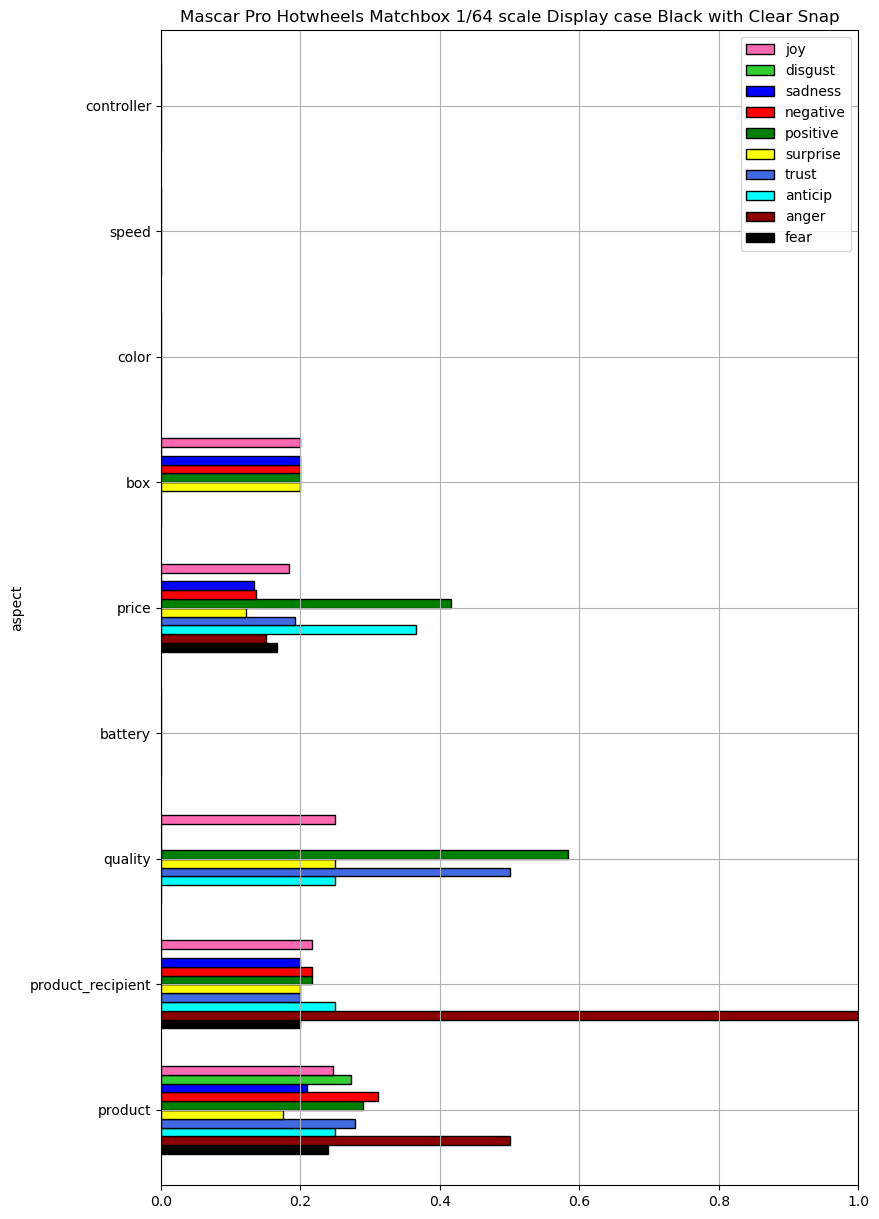 Mascar Pro Hotwheels Matchbox 1/64 scale Display case Black with Clear Snap
joy
disgust
sadness
negative
positive
surprise
trust
anticip
anger
fear
controller
speed
color
box
price
battery
quality
product_recipient
product
aspect
0.0 0.2 0.4 0.6 0.8 1.0